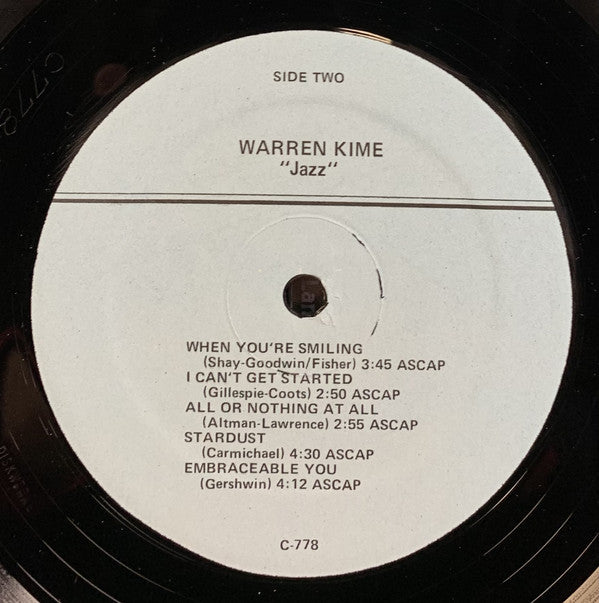 SIDE TWO
WARREN KIME
"Jazz"
WHEN YOU'RE SMILING
(Shay-Goodwin/Fisher) 3:45 ASCAP
I CAN'T GET STARTED
(Gillespie-Coots) 2:50 ASCAP
ALL OR NOTHING AT ALL
(Altman-Lawrence) 2:55 ASCAP
STARDUST
(Carmichael) 4:30 ASCAP
EMBRACEABLE YOU
(Gershwin) 4:12 ASCAP
C-778